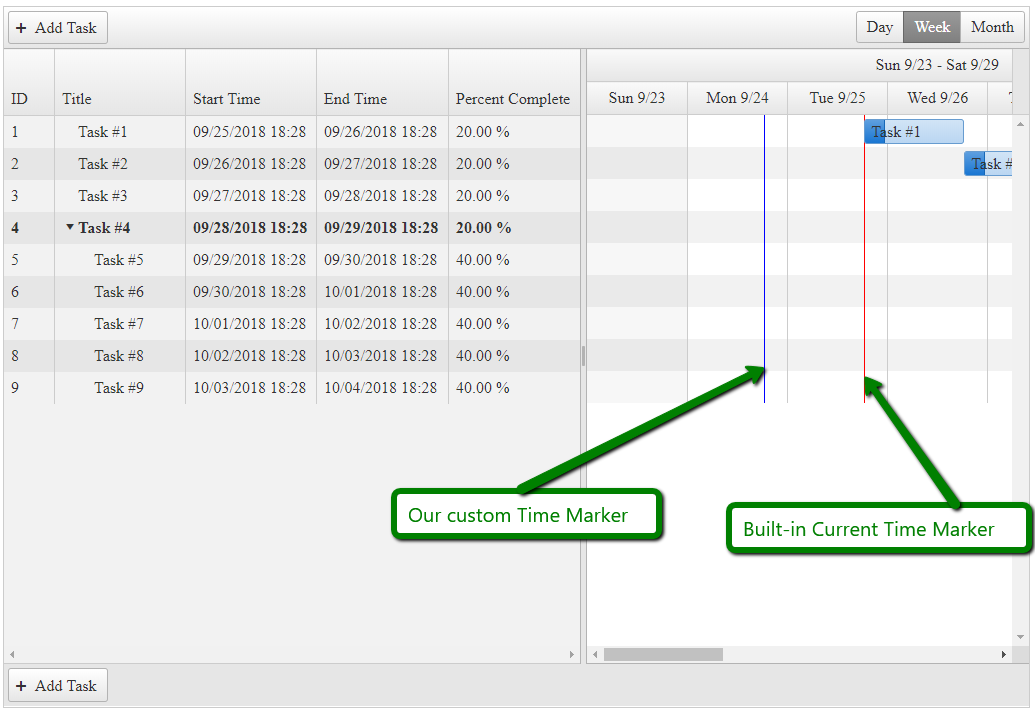 + Add Task
Day Week Month
Sun 9/23 - Sat 9/29
ID Title Start Time End Time Percent Complete
Sun 9/23 Mon 9/24 Tue 9/25 Wed 9/26
1 Task #1 09/25/2018 18:28 09/26/2018 18:28 20.00 % Task #1
2 Task #2 09/26/2018 18:28 09/27/2018 18:28 20.00 % Task #
3 Task #3 09/27/2018 18:28 09/28/2018 18:28 20.00 %
4 Task #4 09/28/2018 18:28 09/29/2018 18:28 20.00 %
5 Task #5 09/29/2018 18:28 09/30/2018 18:28 40.00 %
6 Task #6 09/30/2018 18:28 10/01/2018 18:28 40.00 %
7 Task #7 10/01/2018 18:28 10/02/2018 18:28 40.00 %
8 Task #8 10/02/2018 18:28 10/03/2018 18:28 40.00 %
9 Task #9 10/03/2018 18:28 10/04/2018 18:28 40.00 %
Our custom Time Marker
Built-in Current Time Marker
+ Add Task